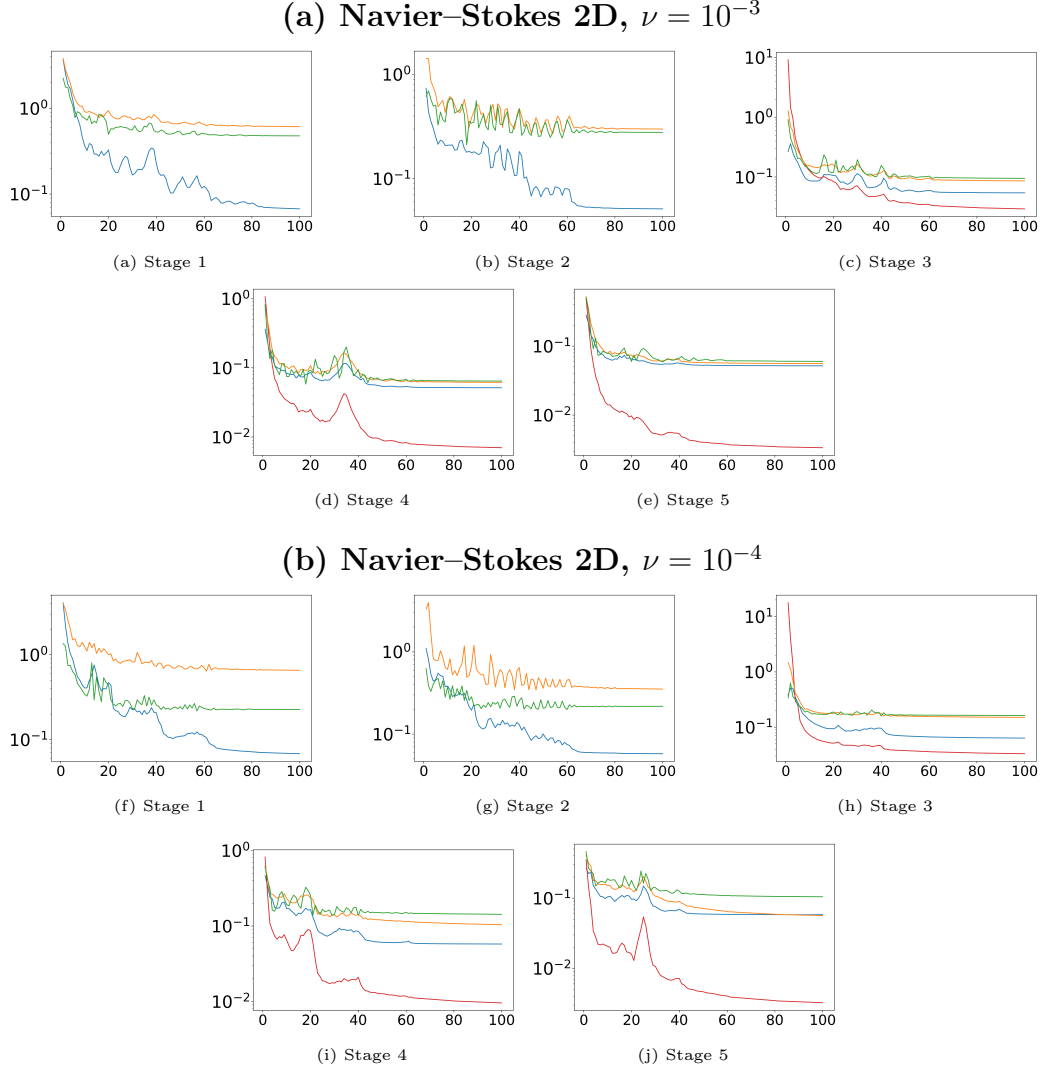 (a) Navier–Stokes 2D, ν = 10⁻³
10⁰
10⁻¹
0 20 40 60 80 100
(a) Stage 1
10⁰
10⁻¹
0 20 40 60 80 100
(b) Stage 2
10¹
10⁰
10⁻¹
0 20 40 60 80 100
(c) Stage 3
10⁰
10⁻¹
10⁻²
0 20 40 60 80 100
(d) Stage 4
10⁻¹
10⁻²
0 20 40 60 80 100
(e) Stage 5
(b) Navier–Stokes 2D, ν = 10⁻⁴
10⁰
10⁻¹
0 20 40 60 80 100
(f) Stage 1
10⁰
10⁻¹
0 20 40 60 80 100
(g) Stage 2
10¹
10⁰
10⁻¹
0 20 40 60 80 100
(h) Stage 3
10⁰
10⁻¹
10⁻²
0 20 40 60 80 100
(i) Stage 4
10⁻¹
10⁻²
0 20 40 60 80 100
(j) Stage 5